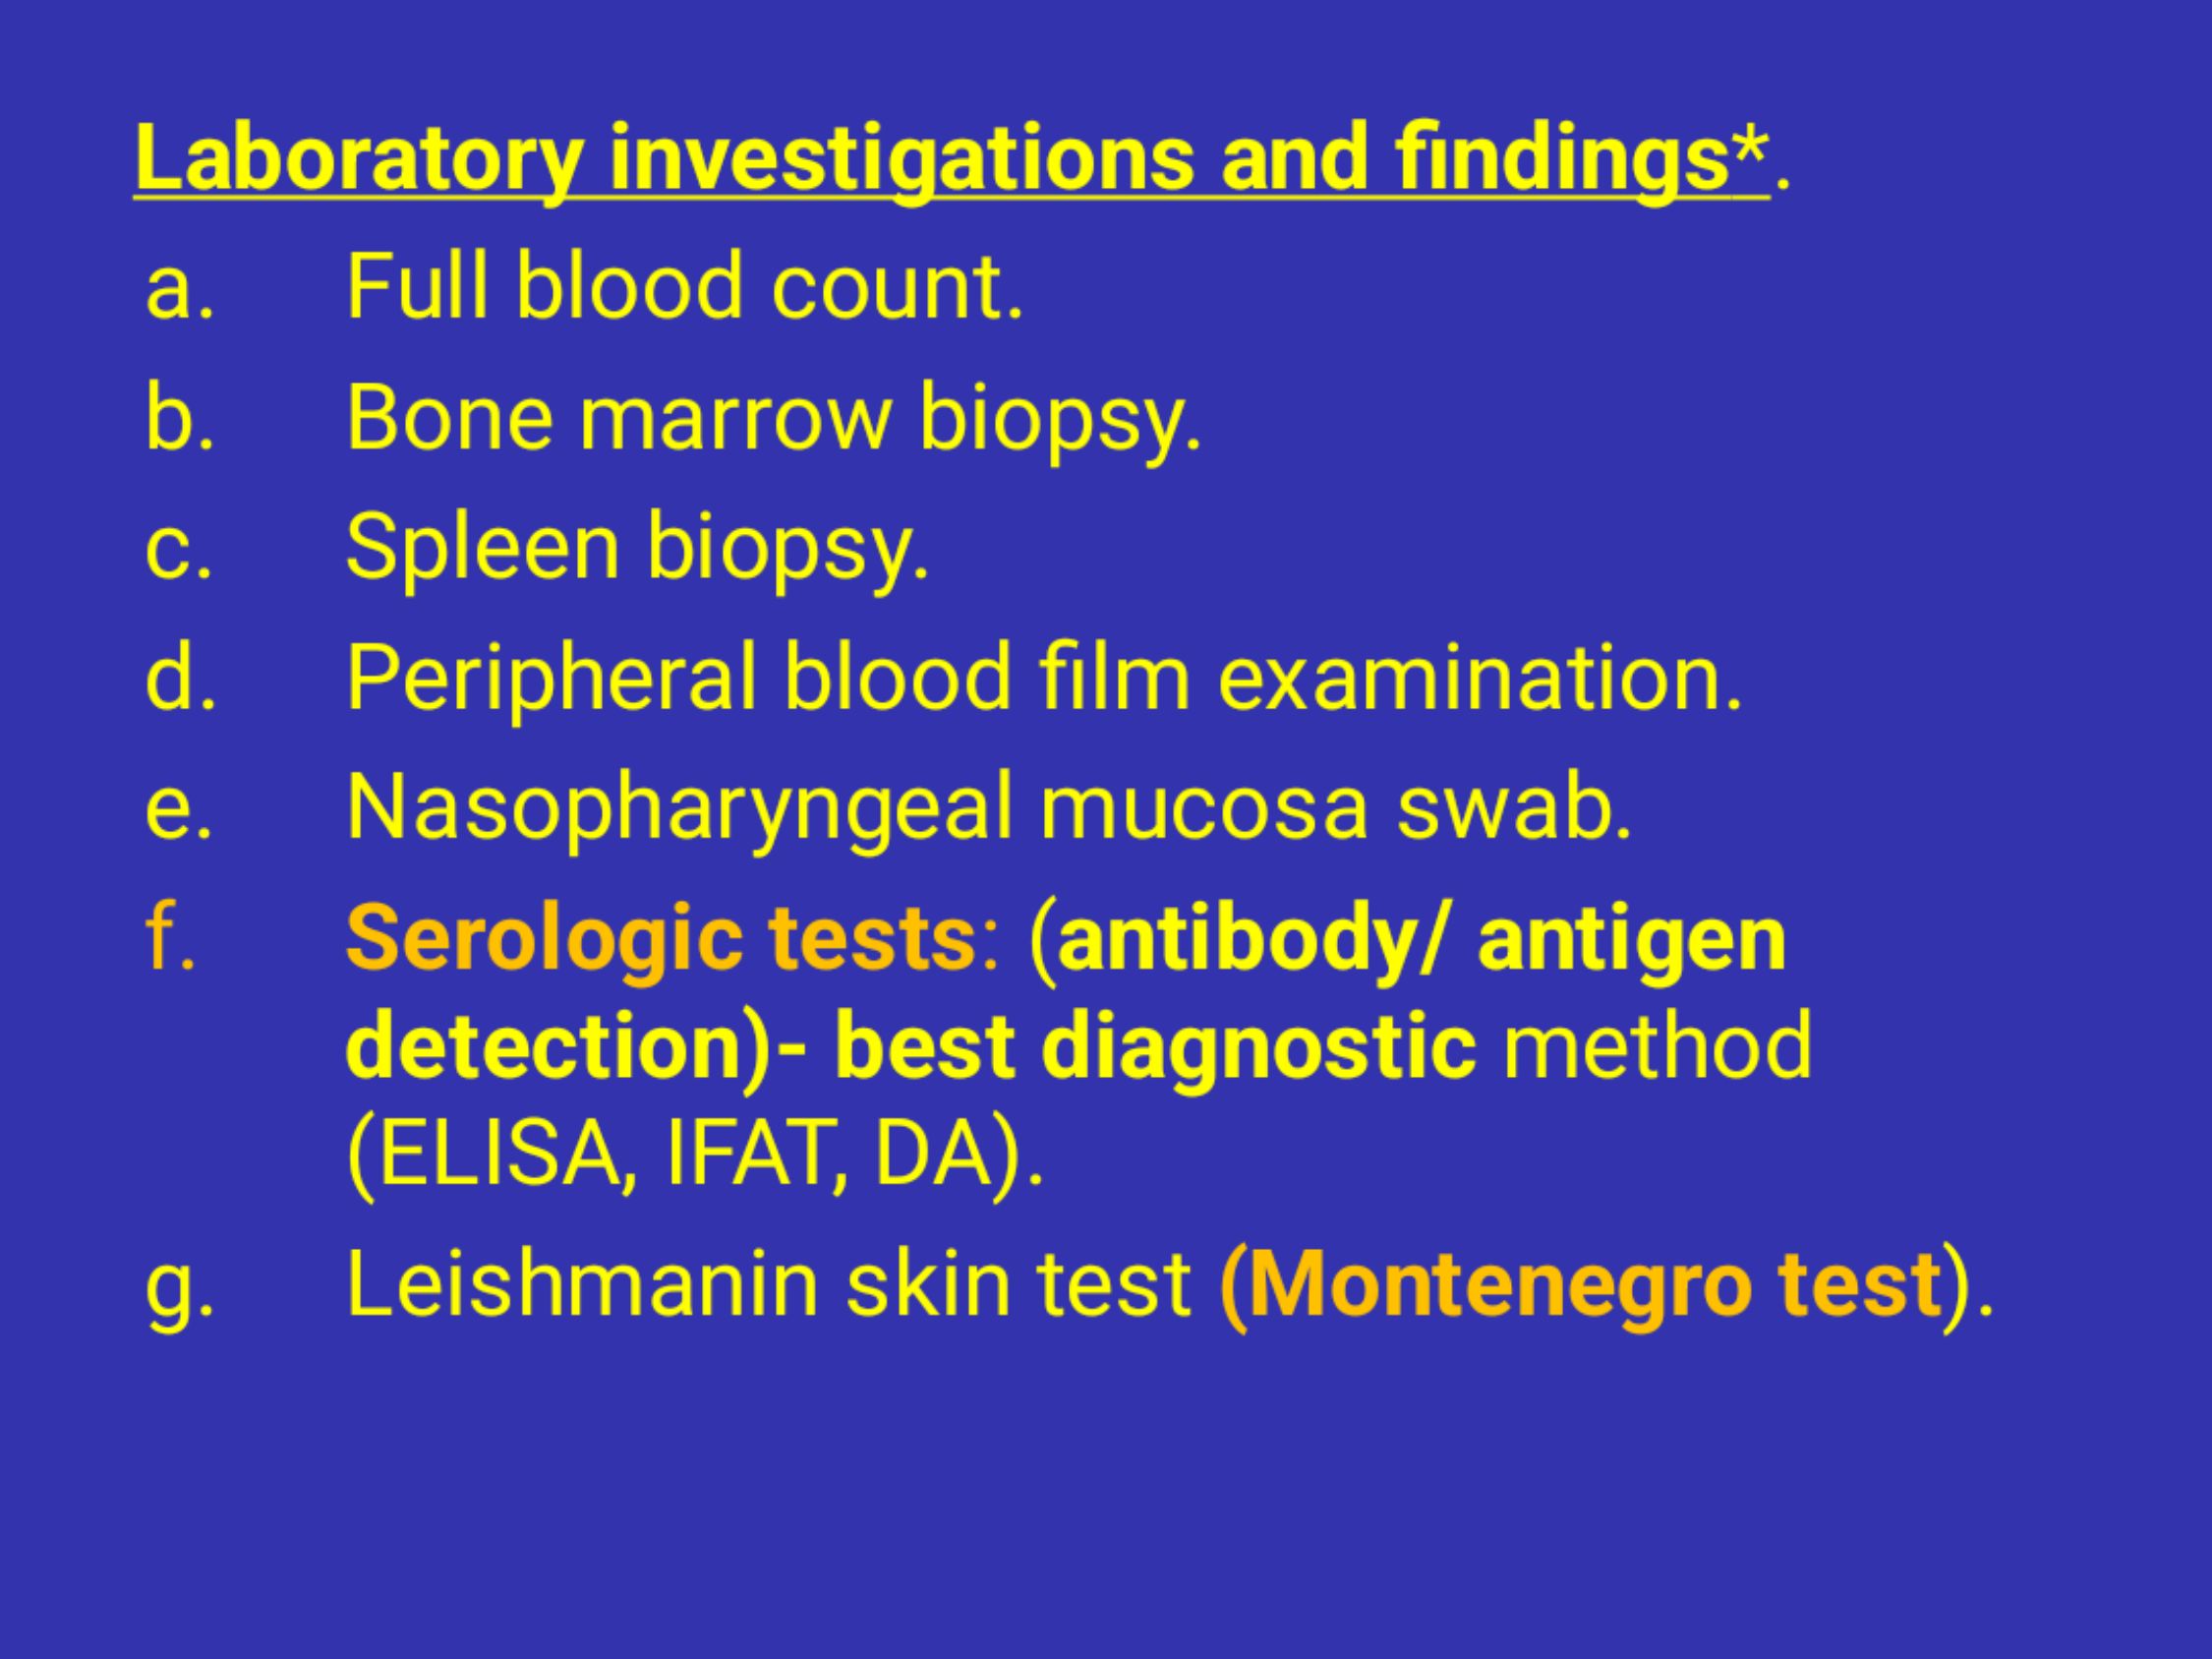 Laboratory investigations and findings*.
a. Full blood count.
b. Bone marrow biopsy.
c. Spleen biopsy.
d. Peripheral blood film examination.
e. Nasopharyngeal mucosa swab.
f. Serologic tests: (antibody/ antigen
detection)- best diagnostic method
(ELISA, IFAT, DA).
g. Leishmanin skin test (Montenegro test).